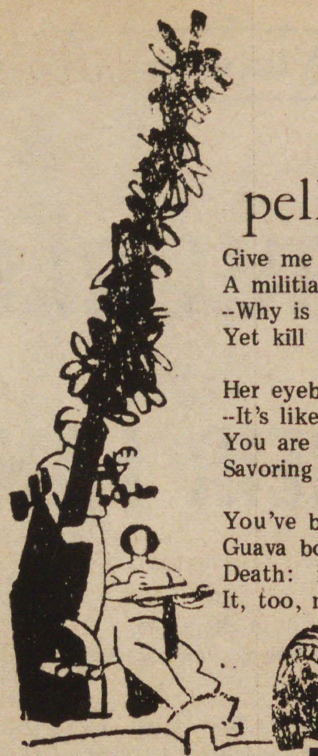 pell
Give me
A militia
--Why is
Yet kill
Her eyeb
--It's like
You are
Savoring
You've b
Guava bo
Death:
It, too, r